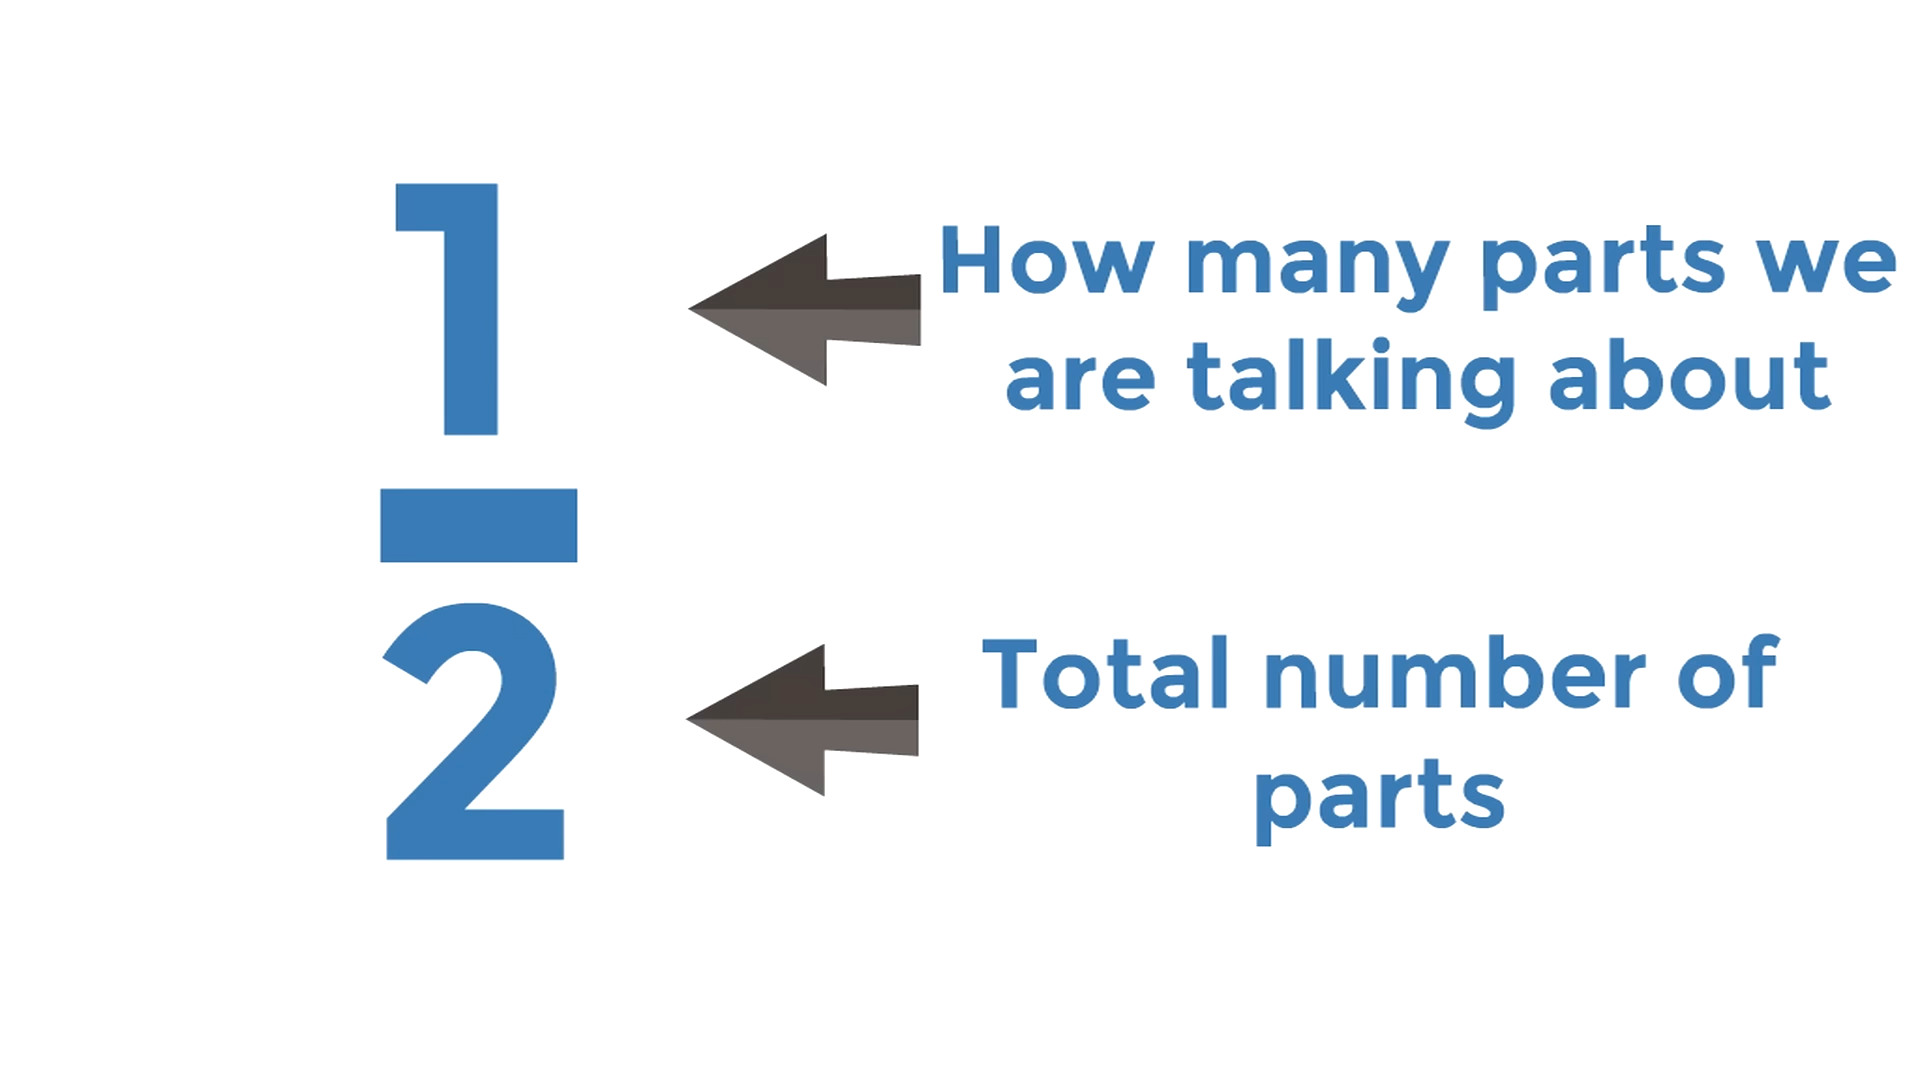 1
How many parts we
are talking about
2
Total number of
parts